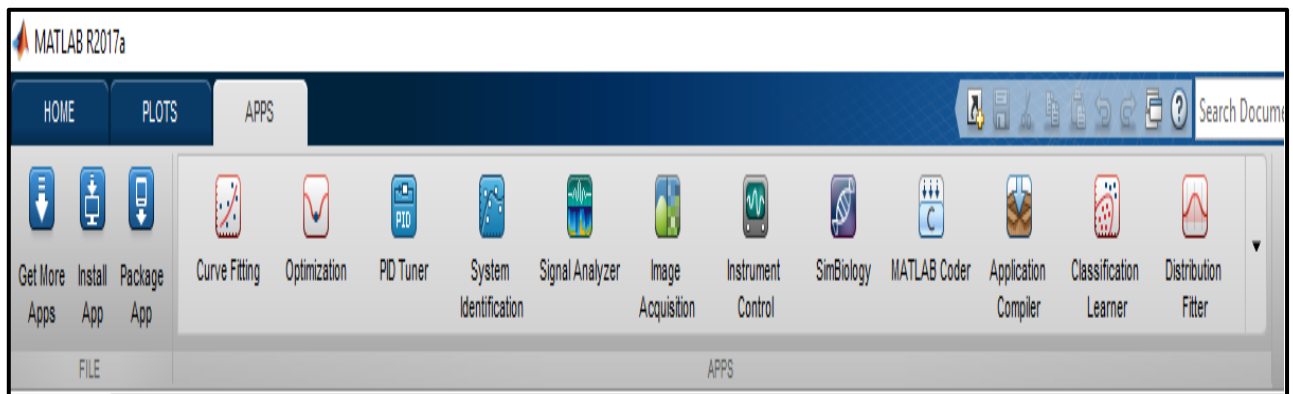 MATLAB R2017a
HOME PLOTS APPS
Search Docume
Get More Apps
Install App
Package App
Curve Fitting
Optimization
PID
PID Tuner
System Identification
Signal Analyzer
Image Acquisition
Instrument Control
SimBiology
C
MATLAB Coder
Application Compiler
Classification Learner
Distribution Fitter
FILE
APPS